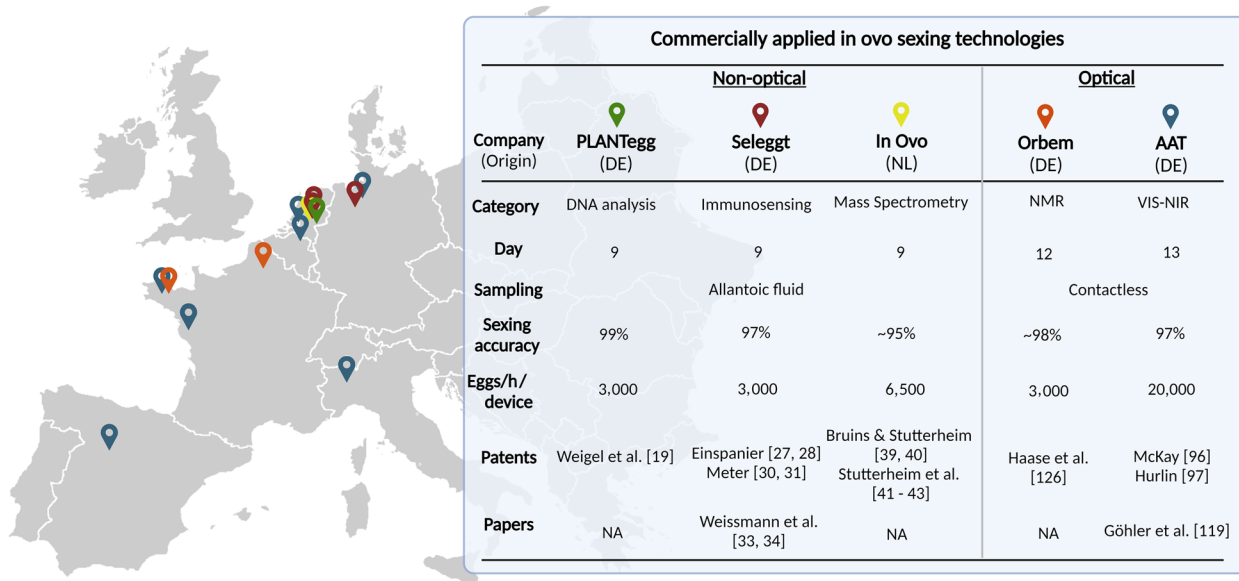 Commercially applied in ovo sexing technologies
Non-optical Optical
Company PLANTegg Seleggt In Ovo Orbem AAT
(Origin) (DE) (DE) (NL) (DE) (DE)
Category DNA analysis Immunosensing Mass Spectrometry NMR VIS-NIR
Day 9 9 9 12 13
Sampling Allantoic fluid Contactless
Sexing
accuracy 99% 97% ~95% ~98% 97%
Eggs/h/
device 3,000 3,000 6,500 3,000 20,000
Patents Weigel et al. [19] Einspanier [27, 28] Bruins & Stutterheim Haase et al. McKay [96]
Meter [30, 31] [39, 40] [126] Hurlin [97]
Stutterheim et al.
[41 - 43]
Papers NA Weissmann et al. NA NA Göhler et al. [119]
[33, 34]